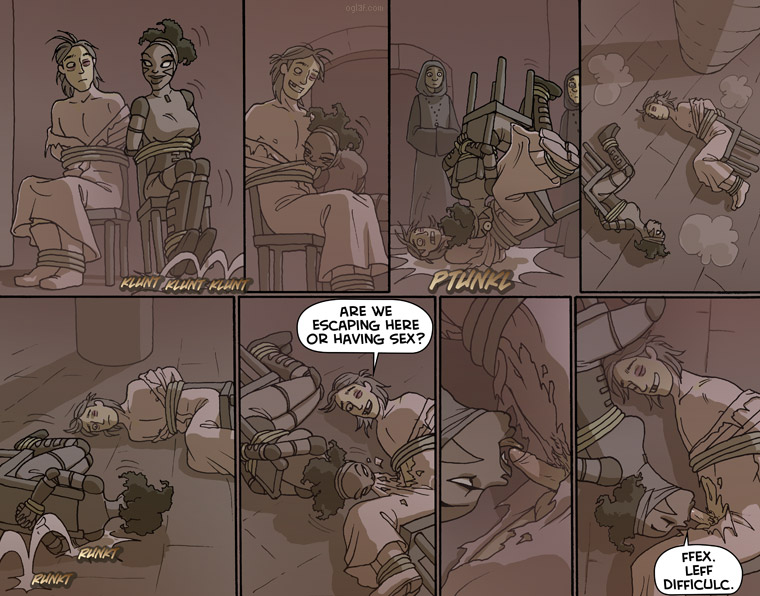 oglaf.com
KLUNT KLUNT KLUNT
PTUNKL
RUNKT
RUNKT
ARE WE
ESCAPING HERE
OR HAVING SEX?
FFEX.
LEFF
DIFFICULC.